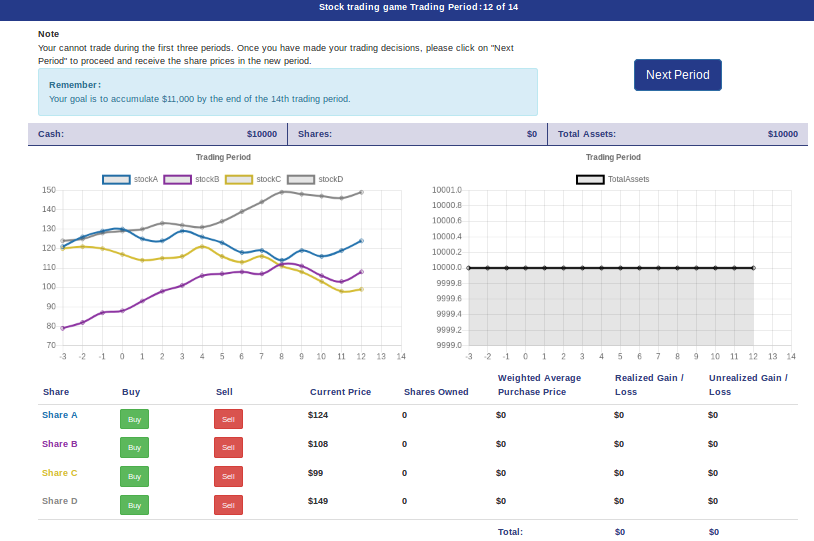 Stock trading game Trading Period:12 of 14
Note
Your cannot trade during the first three periods. Once you have made your trading decisions, please click on "Next
Period" to proceed and receive the share prices in the new period.
Next Period
Remember:
Your goal is to accumulate $11,000 by the end of the 14th trading period.
Cash: $10000 Shares: $0 Total Assets: $10000
Trading Period
stockA stockB stockC stockD
150
140
130
120
110
100
90
80
70
-3 -2 -1 0 1 2 3 4 5 6 7 8 9 10 11 12 13 14
Trading Period
TotalAssets
10001.0
10000.8
10000.6
10000.4
10000.2
10000.0
9999.8
9999.6
9999.4
9999.2
9999.0
-3 -2 -1 0 1 2 3 4 5 6 7 8 9 10 11 12 13 14
Share Buy Sell Current Price Shares Owned Weighted Average Purchase Price Realized Gain / Loss Unrealized Gain / Loss
Share A Buy Sell $124 0 $0 $0 $0
Share B Buy Sell $108 0 $0 $0 $0
Share C Buy Sell $99 0 $0 $0 $0
Share D Buy Sell $149 0 $0 $0 $0
Total: $0 $0